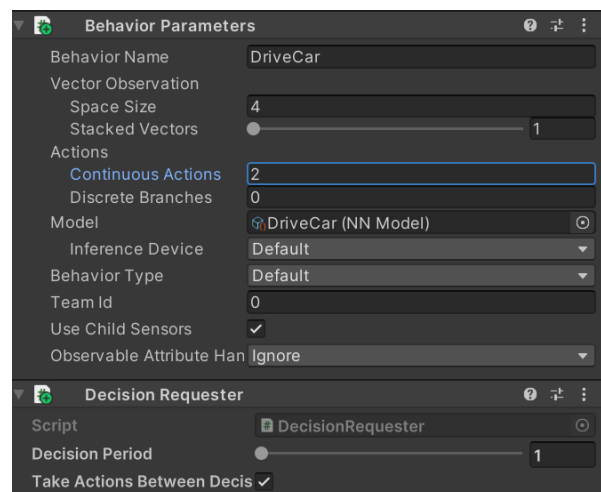 Behavior Parameters
Behavior Name DriveCar
Vector Observation
Space Size 4
Stacked Vectors 1
Actions
Continuous Actions 2
Discrete Branches 0
Model DriveCar (NN Model)
Inference Device Default
Behavior Type Default
Team Id 0
Use Child Sensors
Observable Attribute Han Ignore
Decision Requester
Script # DecisionRequester
Decision Period 1
Take Actions Between Decis